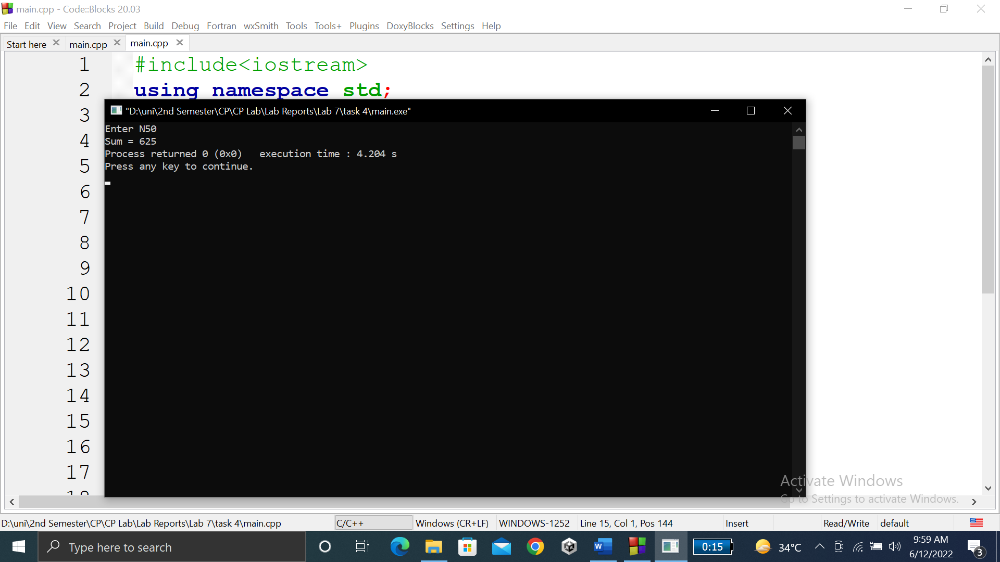 main.cpp - Code::Blocks 20.03
File Edit View Search Project Build Debug Fortran wxSmith Tools Tools+ Plugins DoxyBlocks Settings Help
Start here main.cpp main.cpp
1 #include<iostream>
2 using namespace std;
"D:\uni\2nd Semester\CP\CP Lab\Lab Reports\Lab 7\task 4\main.exe"
3
Enter N50
4 Sum = 625
Process returned 0 (0x0)   execution time : 4.204 s
5 Press any key to continue.
6
7
8
9
10
11
12
13
14
15
16
17
Activate Windows
Go to Settings to activate Windows.
D:\uni\2nd Semester\CP\CP Lab\Lab Reports\Lab 7\task 4\main.cpp C/C++ Windows (CR+LF) WINDOWS-1252 Line 15, Col 1, Pos 144 Insert Read/Write default
Type here to search 0:15 34°C 9:59 AM
6/12/2022 3